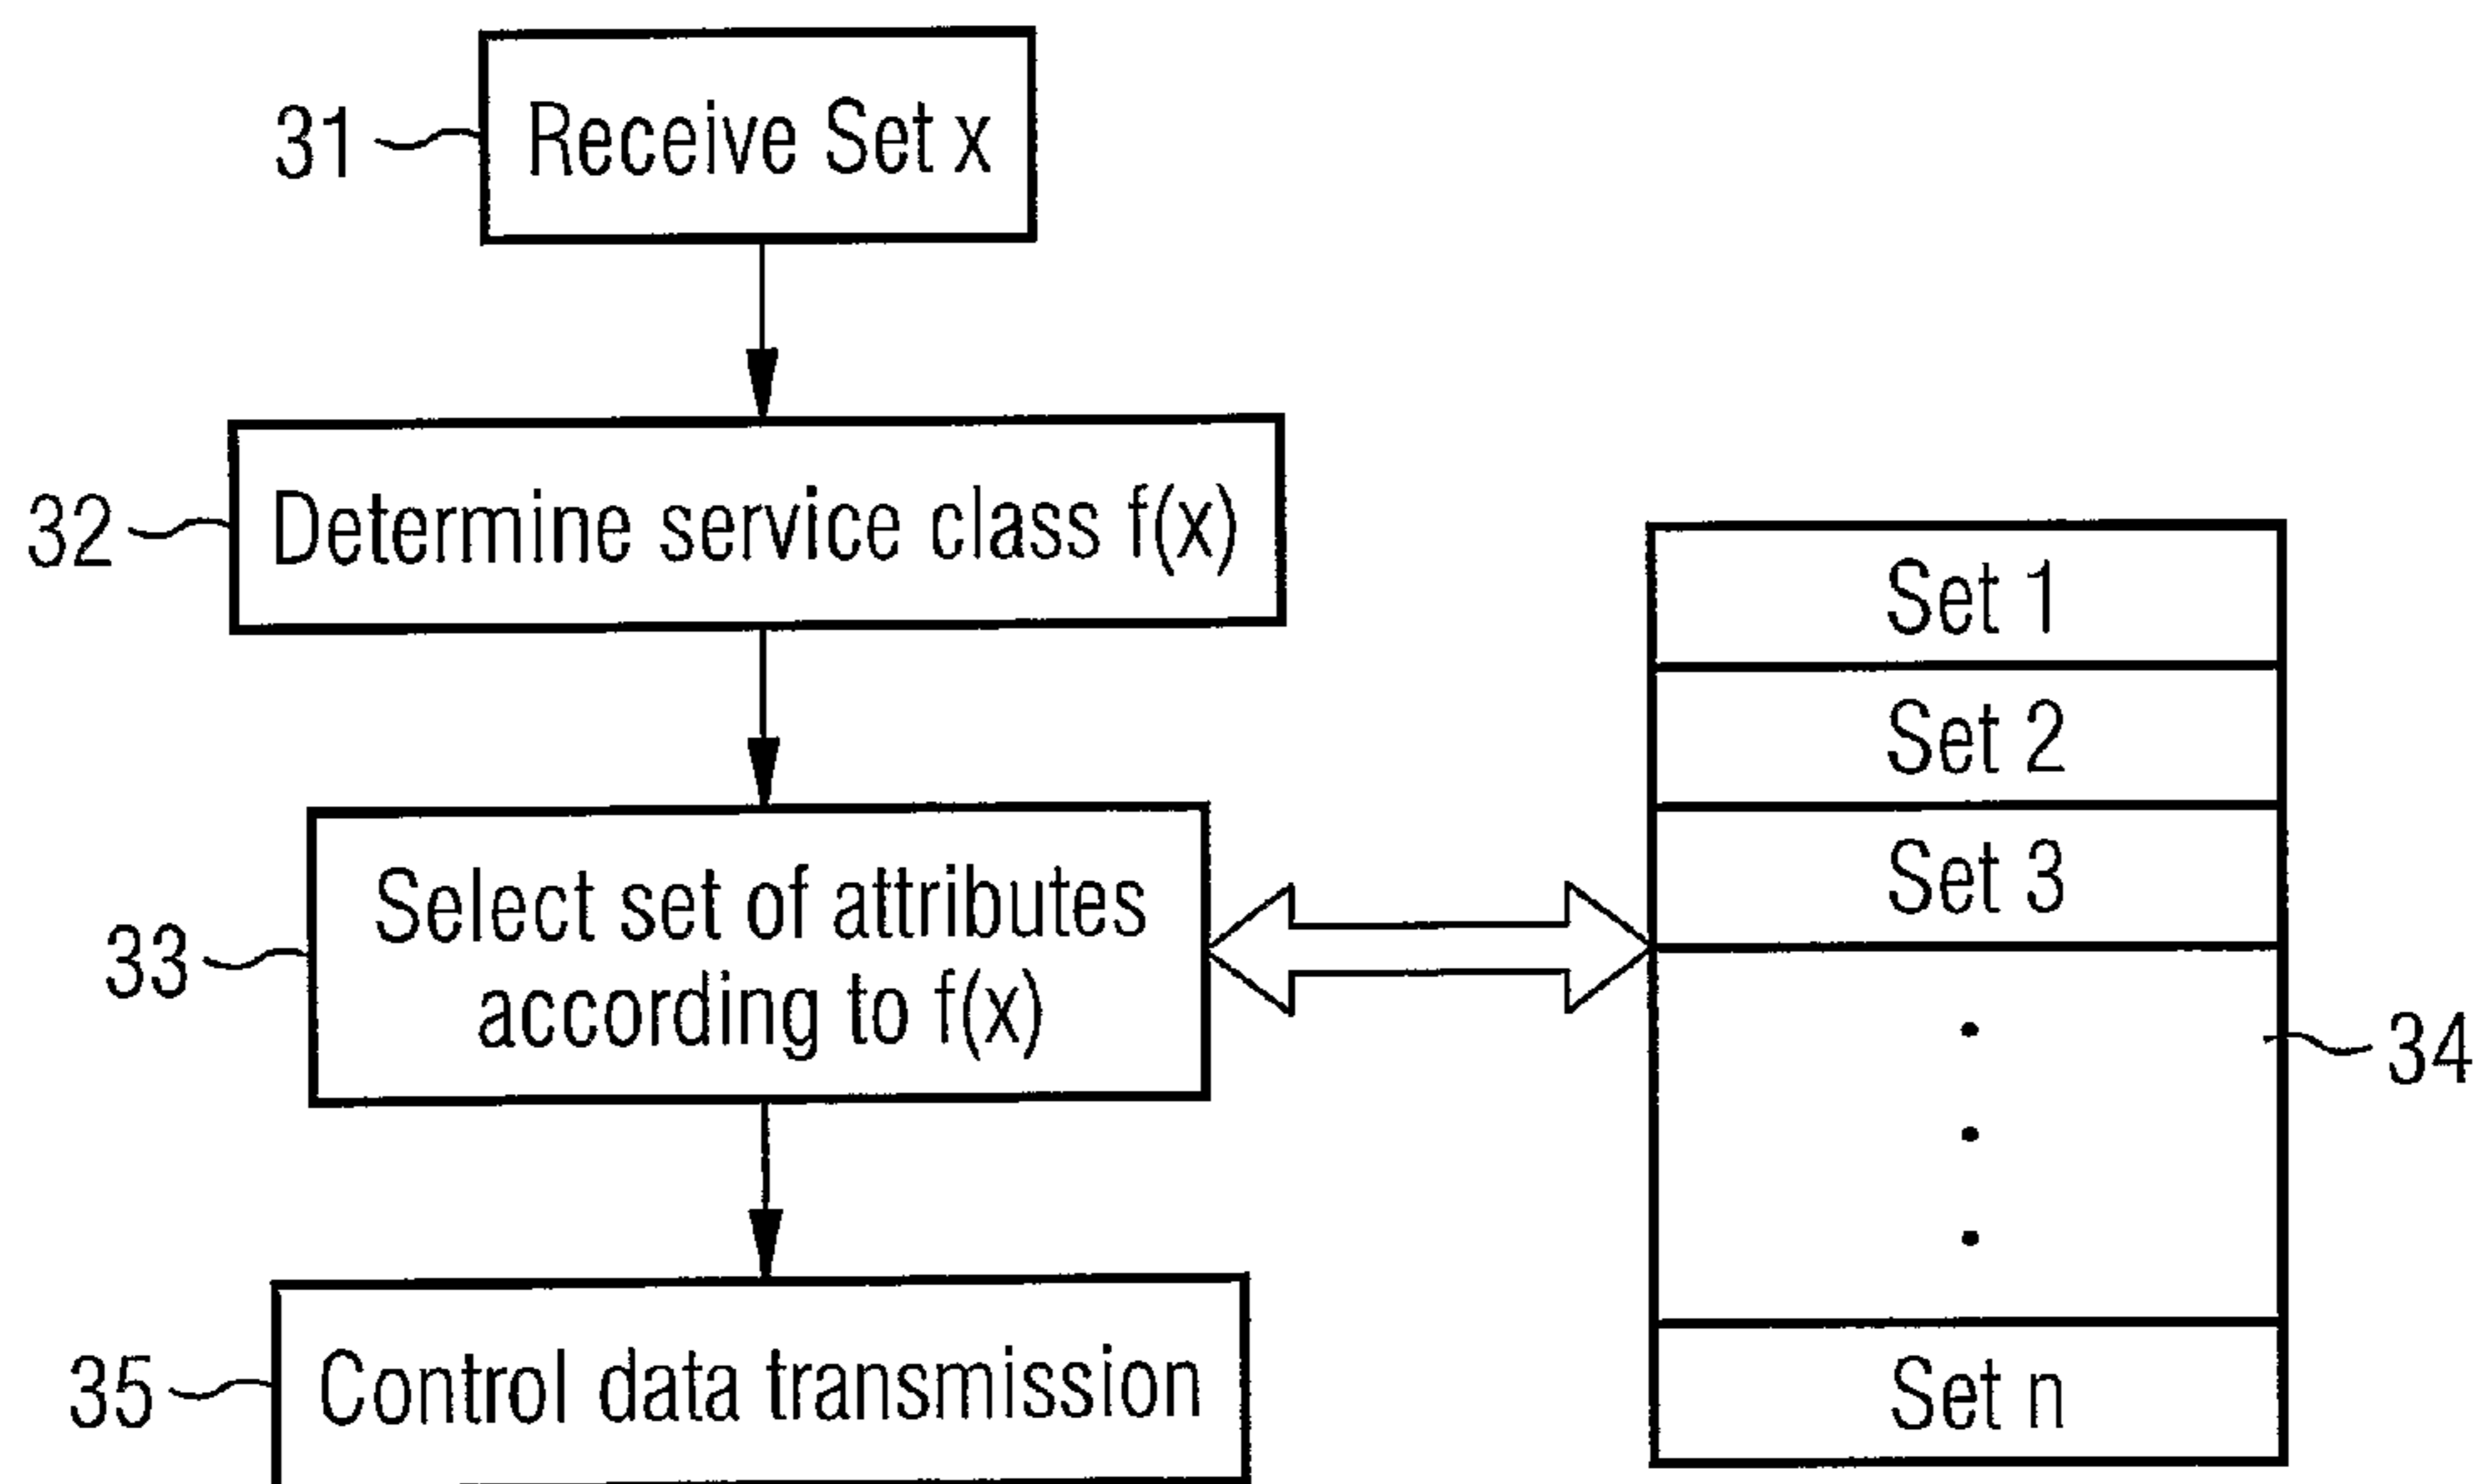 31 Receive Set x
32 Determine service class f(x)
33 Select set of attributes
according to f(x)
35 Control data transmission
Set 1
Set 2
Set 3
34
Set n